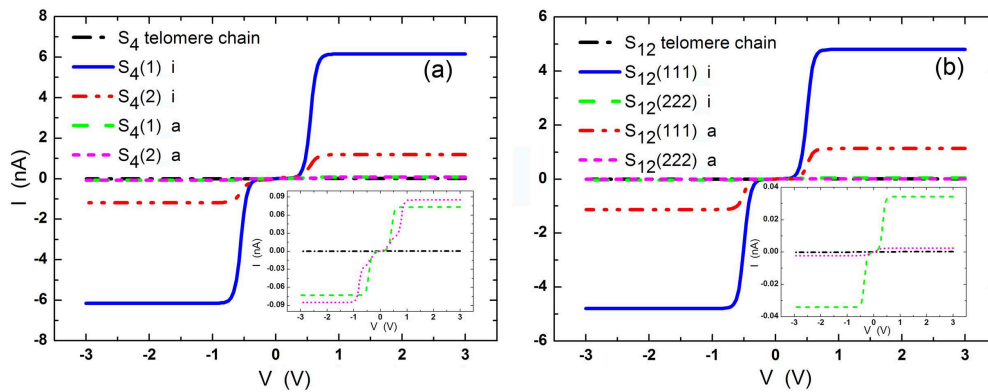 (a)
S4 telomere chain
S4(1) i
S4(2) i
S4(1) a
S4(2) a
I (nA)
8
6
4
2
0
-2
-4
-6
-8
-3 -2 -1 0 1 2 3
V (V)
I (nA)
0.09
0.06
0.03
0.00
-0.03
-0.06
-0.09
-3 -2 -1 0 1 2 3
V (V)
(b)
S12 telomere chain
S12(111) i
S12(222) i
S12(111) a
S12(222) a
6
4
2
0
-2
-4
-6
-3 -2 -1 0 1 2 3
V (V)
I (nA)
0.04
0.02
0.00
-0.02
-0.04
-3 -2 -1 0 1 2 3
V (V)